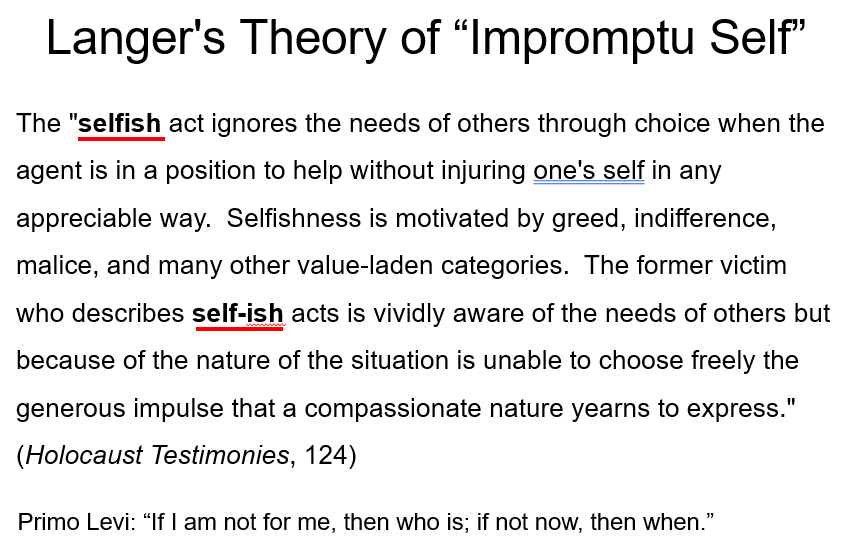 Langer's Theory of “Impromptu Self”
The "selfish act ignores the needs of others through choice when the
agent is in a position to help without injuring one's self in any
appreciable way.  Selfishness is motivated by greed, indifference,
malice, and many other value-laden categories.  The former victim
who describes self-ish acts is vividly aware of the needs of others but
because of the nature of the situation is unable to choose freely the
generous impulse that a compassionate nature yearns to express."
(Holocaust Testimonies, 124)
Primo Levi: “If I am not for me, then who is; if not now, then when.”